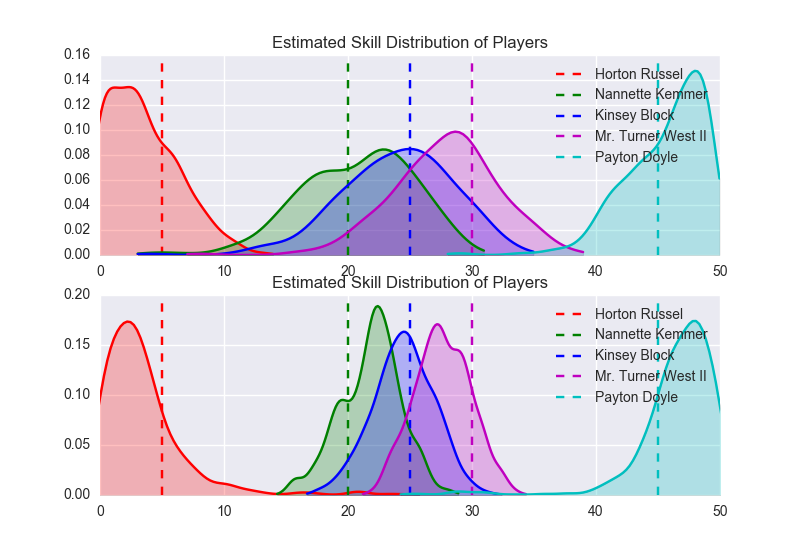 Estimated Skill Distribution of Players
0.16
0.14
0.12
0.10
0.08
0.06
0.04
0.02
0.00
Horton Russel
Nannette Kemmer
Kinsey Block
Mr. Turner West II
Payton Doyle
0 10 20 30 40 50
Estimated Skill Distribution of Players
0.20
0.15
0.10
0.05
0.00
Horton Russel
Nannette Kemmer
Kinsey Block
Mr. Turner West II
Payton Doyle
0 10 20 30 40 50